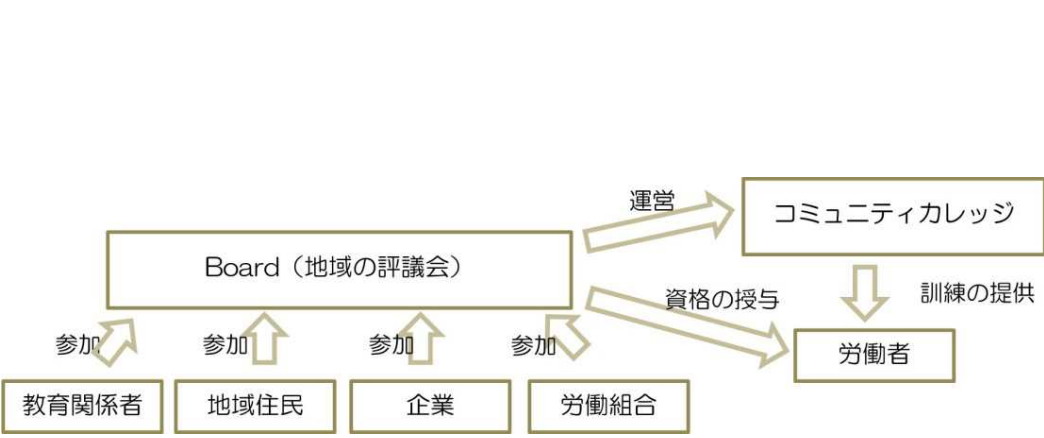 運営
コミュニティカレッジ
Board（地域の評議会）
資格の授与
訓練の提供
参加
参加
参加
参加
労働者
教育関係者
地域住民
企業
労働組合